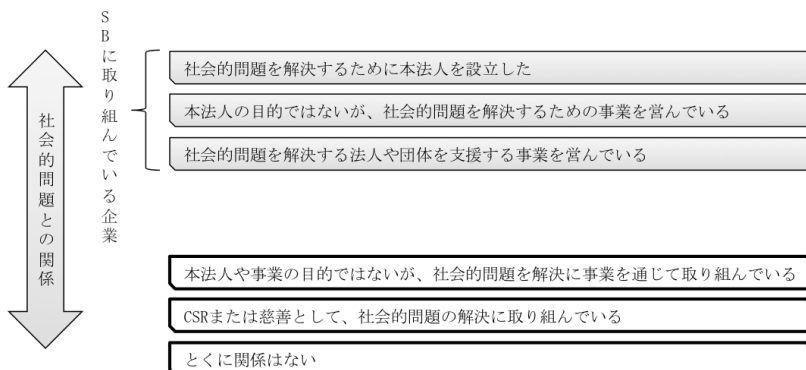 社会的問題との関係
SBに取り組んでいる企業
社会的問題を解決するために本法人を設立した
本法人の目的ではないが、社会的問題を解決するための事業を営んでいる
社会的問題を解決する法人や団体を支援する事業を営んでいる
本法人や事業の目的ではないが、社会的問題を解決に事業を通じて取り組んでいる
CSRまたは慈善として、社会的問題の解決に取り組んでいる
とくに関係はない